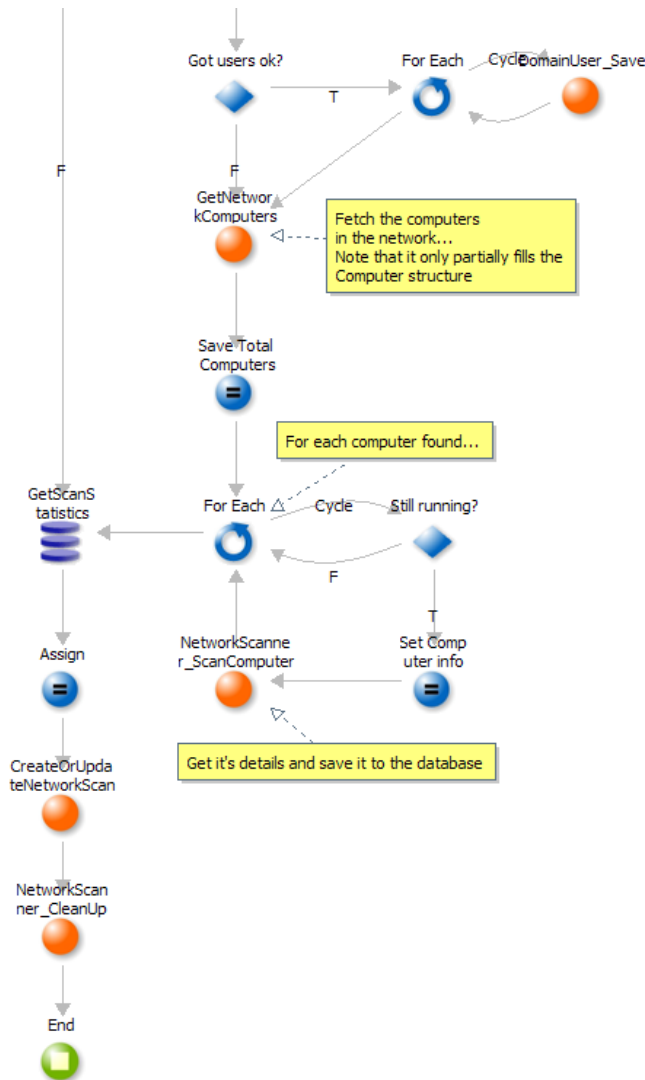 Got users ok?
For Each
Cycle
DomainUser_Save
T
F
F
GetNetwor
kComputers
Fetch the computers
in the network...
Note that it only partially fills the
Computer structure
Save Total
Computers
For each computer found...
GetScanS
tatistics
For Each
Cycle
Still running?
F
T
Assign
NetworkScanne
r_ScanComputer
Set Comp
uter info
Get it's details and save it to the database
CreateOrUpda
teNetworkScan
NetworkScan
ner_CleanUp
End